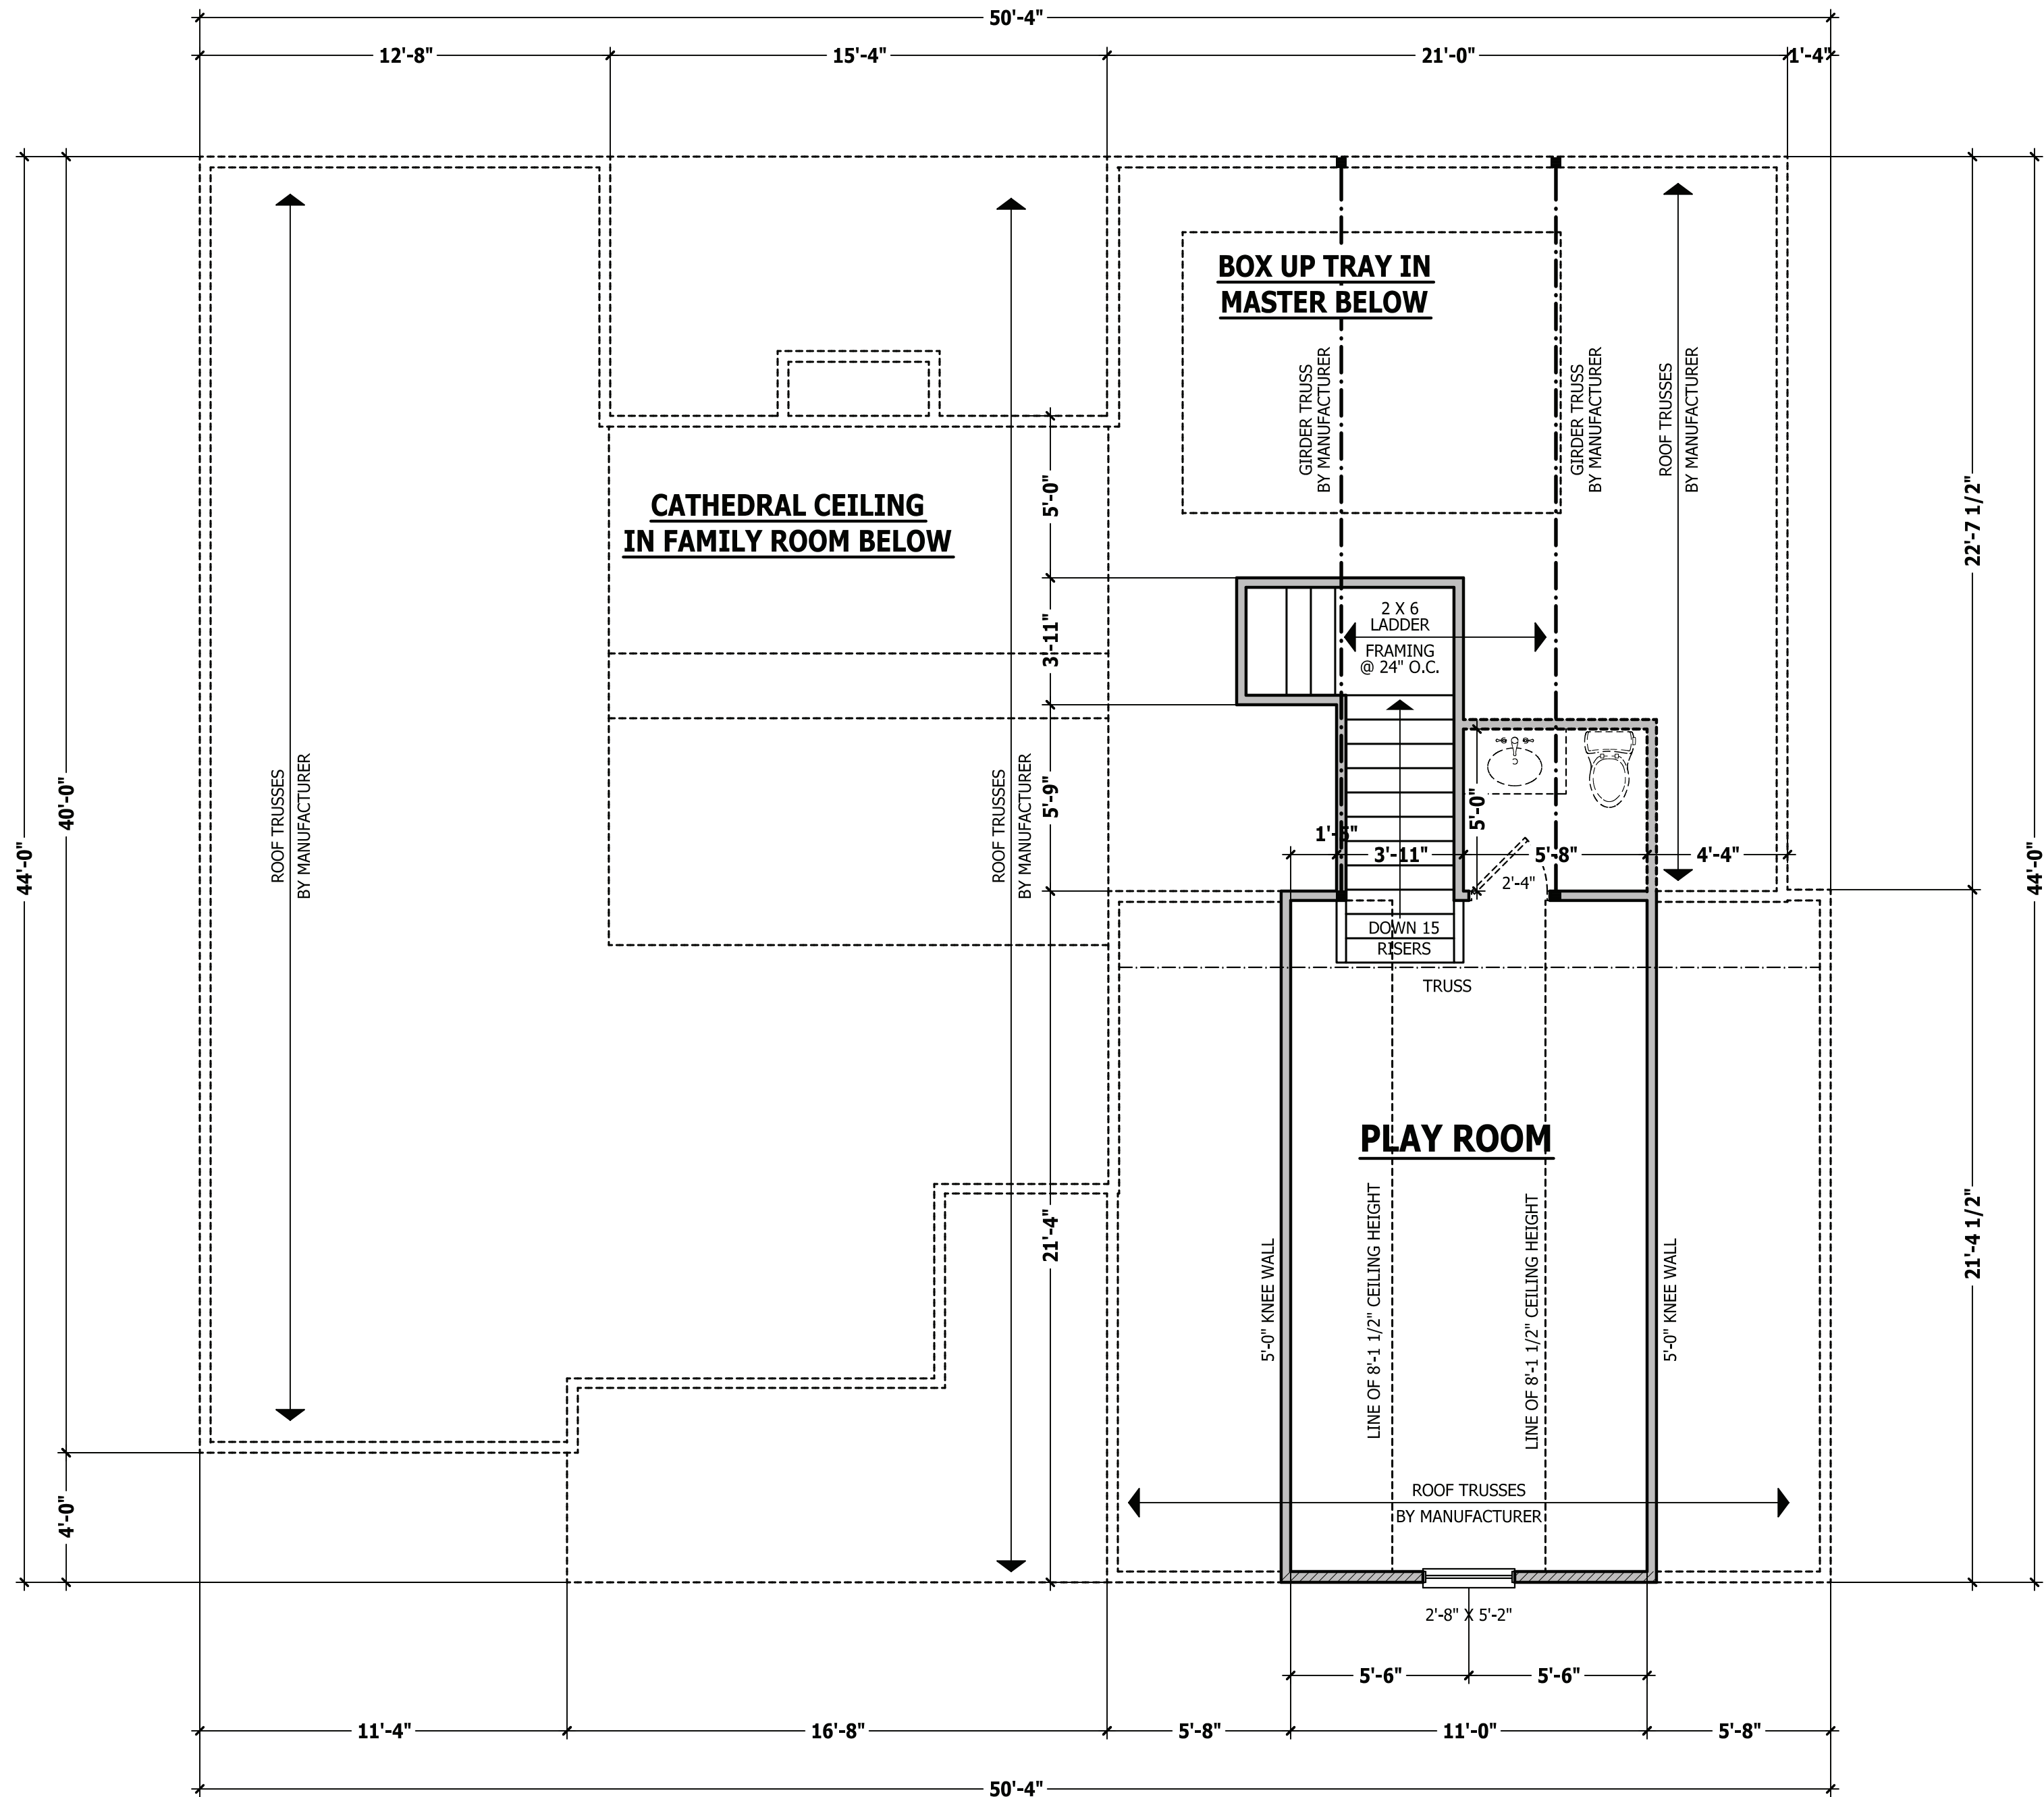 50'-4"
12'-8"
15'-4"
21'-0"
1'-4"
BOX UP TRAY IN
MASTER BELOW
GIRDER TRUSS
BY MANUFACTURER
GIRDER TRUSS
BY MANUFACTURER
ROOF TRUSSES
BY MANUFACTURER
CATHEDRAL CEILING
IN FAMILY ROOM BELOW
5'-0"
22'-7 1/2"
2 X 6
LADDER
FRAMING
@ 24" O.C.
3'-11"
40'-0"
44'-0"
ROOF TRUSSES
BY MANUFACTURER
ROOF TRUSSES
BY MANUFACTURER
5'-9"
5'-0"
3'-11"
5'-8"
4'-4"
44'-0"
2'-4"
DOWN 15
RISERS
TRUSS
PLAY ROOM
21'-4"
21'-4 1/2"
5'-0" KNEE WALL
LINE OF 8'-1 1/2" CEILING HEIGHT
LINE OF 8'-1 1/2" CEILING HEIGHT
5'-0" KNEE WALL
4'-0"
ROOF TRUSSES
BY MANUFACTURER
2'-8" X 5'-2"
5'-6"
5'-6"
11'-4"
16'-8"
5'-8"
11'-0"
5'-8"
50'-4"